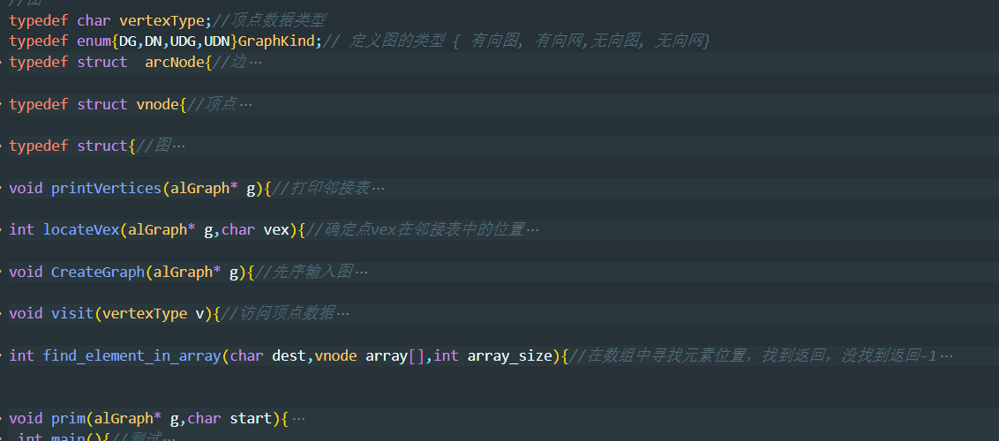 //图
typedef char vertexType;//顶点数据类型
typedef enum{DG,DN,UDG,UDN}GraphKind;// 定义图的类型 { 有向图, 有向网,无向图, 无向网}
typedef struct  arcNode{//边…
typedef struct vnode{//顶点…
typedef struct{//图…
void printVertices(alGraph* g){//打印邻接表…
int locateVex(alGraph* g,char vex){//确定点vex在邻接表中的位置…
void CreateGraph(alGraph* g){//先序输入图…
void visit(vertexType v){//访问顶点数据…
int find_element_in_array(char dest,vnode array[],int array_size){//在数组中寻找元素位置，找到返回，没找到返回-1…
void prim(alGraph* g,char start){…
int main(){//测试…